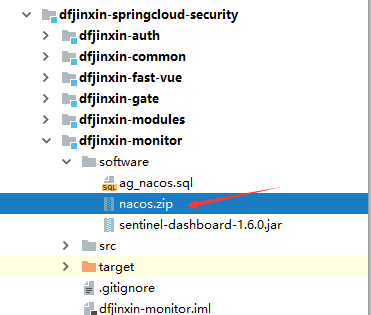 dfjinxin-springcloud-security
dfjinxin-auth
dfjinxin-common
dfjinxin-fast-vue
dfjinxin-gate
dfjinxin-modules
dfjinxin-monitor
software
SQL ag_nacos.sql
nacos.zip
sentinel-dashboard-1.6.0.jar
src
target
.gitignore
dfjinxin-monitor.iml